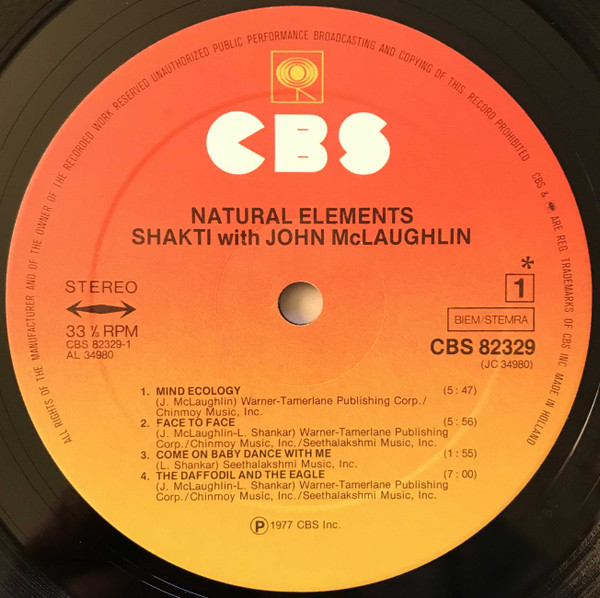 ALL RIGHTS OF THE MANUFACTURER AND OF THE OWNER OF THE RECORDED WORK RESERVED UNAUTHORIZED PUBLIC PERFORMANCE BROADCASTING AND COPYING OF THIS RECORD PROHIBITED
CBS & ARE REG. TRADEMARKS OF CBS INC MADE IN HOLLAND
CBS
NATURAL ELEMENTS
SHAKTI with JOHN McLAUGHLIN
STEREO
33 ⅓ RPM
CBS 82329-1
AL 34980
*
1
BIEM/STEMRA
CBS 82329
(JC 34980)
1. MIND ECOLOGY (5:47)
(J. McLaughlin) Warner-Tamerlane Publishing Corp./
Chinmoy Music, Inc.
2. FACE TO FACE (5:56)
(J. McLaughlin-L. Shankar) Warner-Tamerlane Publishing
Corp./Chinmoy Music, Inc./Seethalakshmi Music, Inc.
3. COME ON BABY DANCE WITH ME (1:55)
(L. Shankar) Seethalakshmi Music, Inc.
4. THE DAFFODIL AND THE EAGLE (7:00)
(J. McLaughlin-L. Shankar) Warner-Tamerlane Publishing
Corp./Chinmoy Music, Inc./Seethalakshmi Music, Inc.
Ⓟ 1977 CBS Inc.